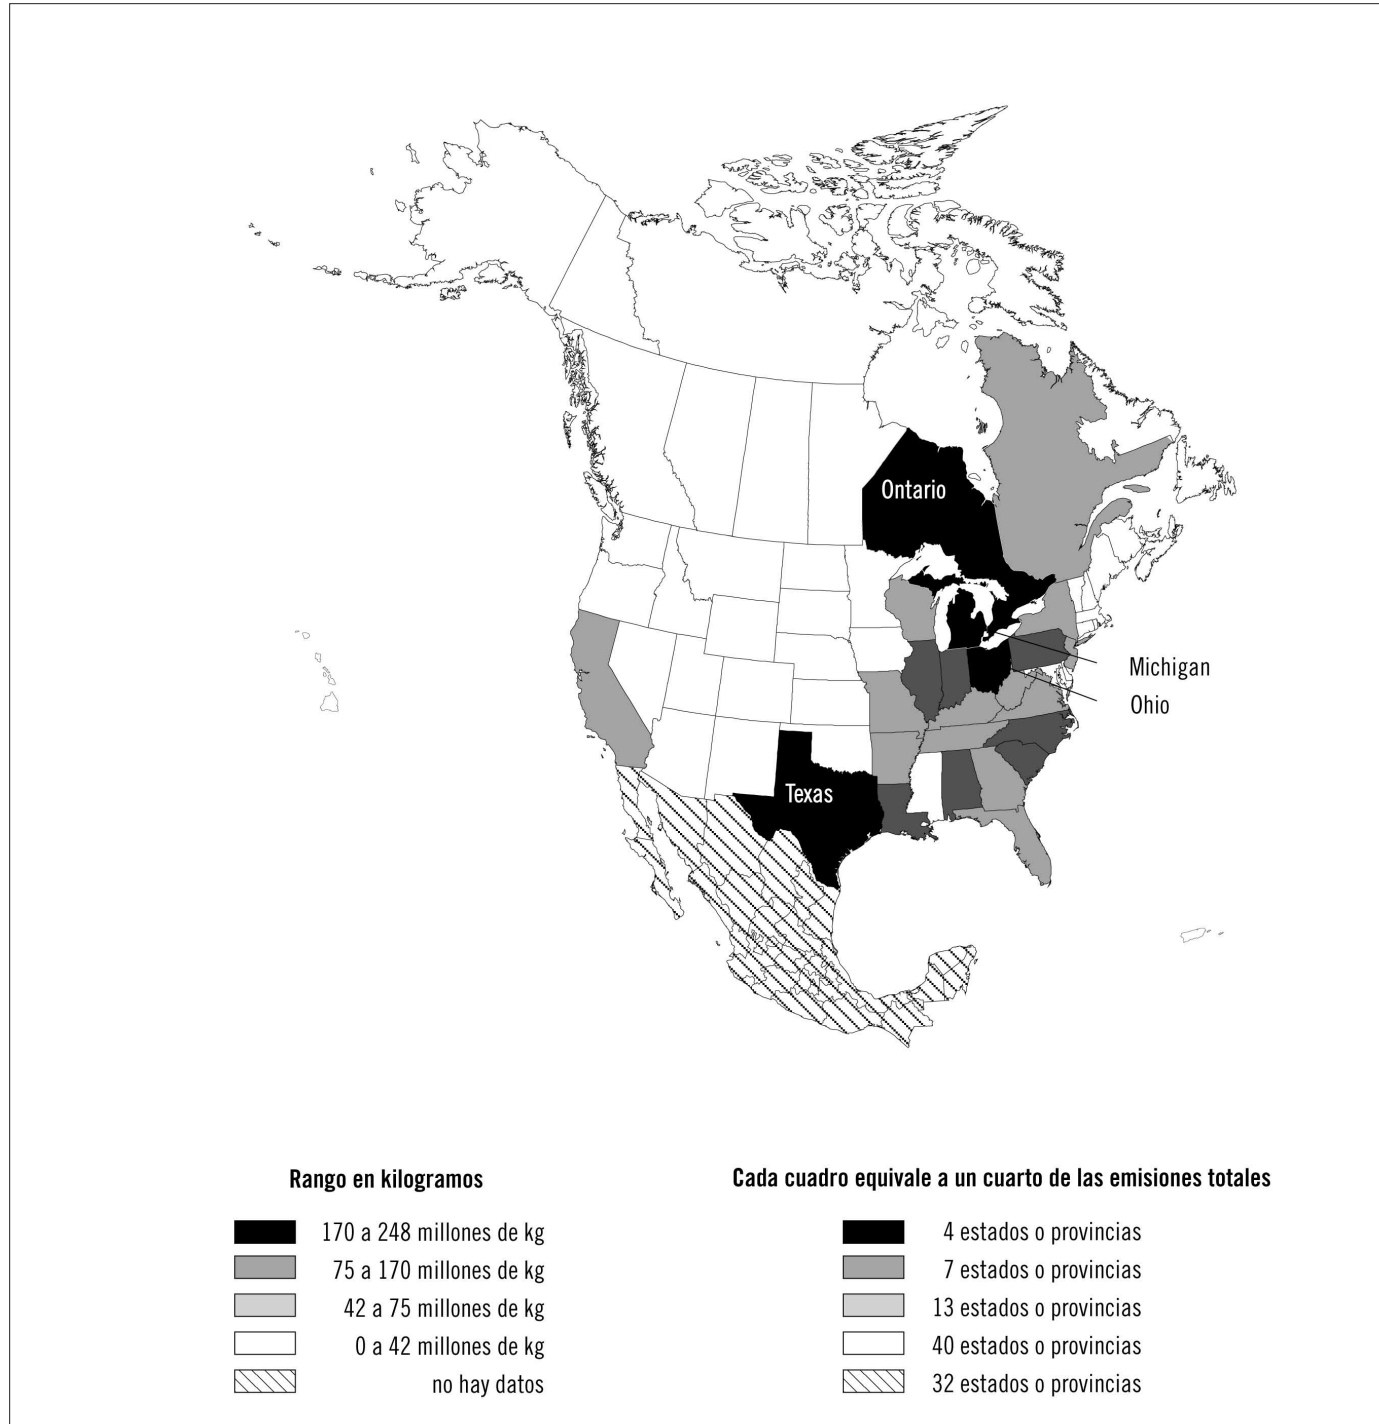 Ontario
Michigan
Ohio
Texas
Rango en kilogramos
170 a 248 millones de kg
75 a 170 millones de kg
42 a 75 millones de kg
0 a 42 millones de kg
no hay datos
Cada cuadro equivale a un cuarto de las emisiones totales
4 estados o provincias
7 estados o provincias
13 estados o provincias
40 estados o provincias
32 estados o provincias